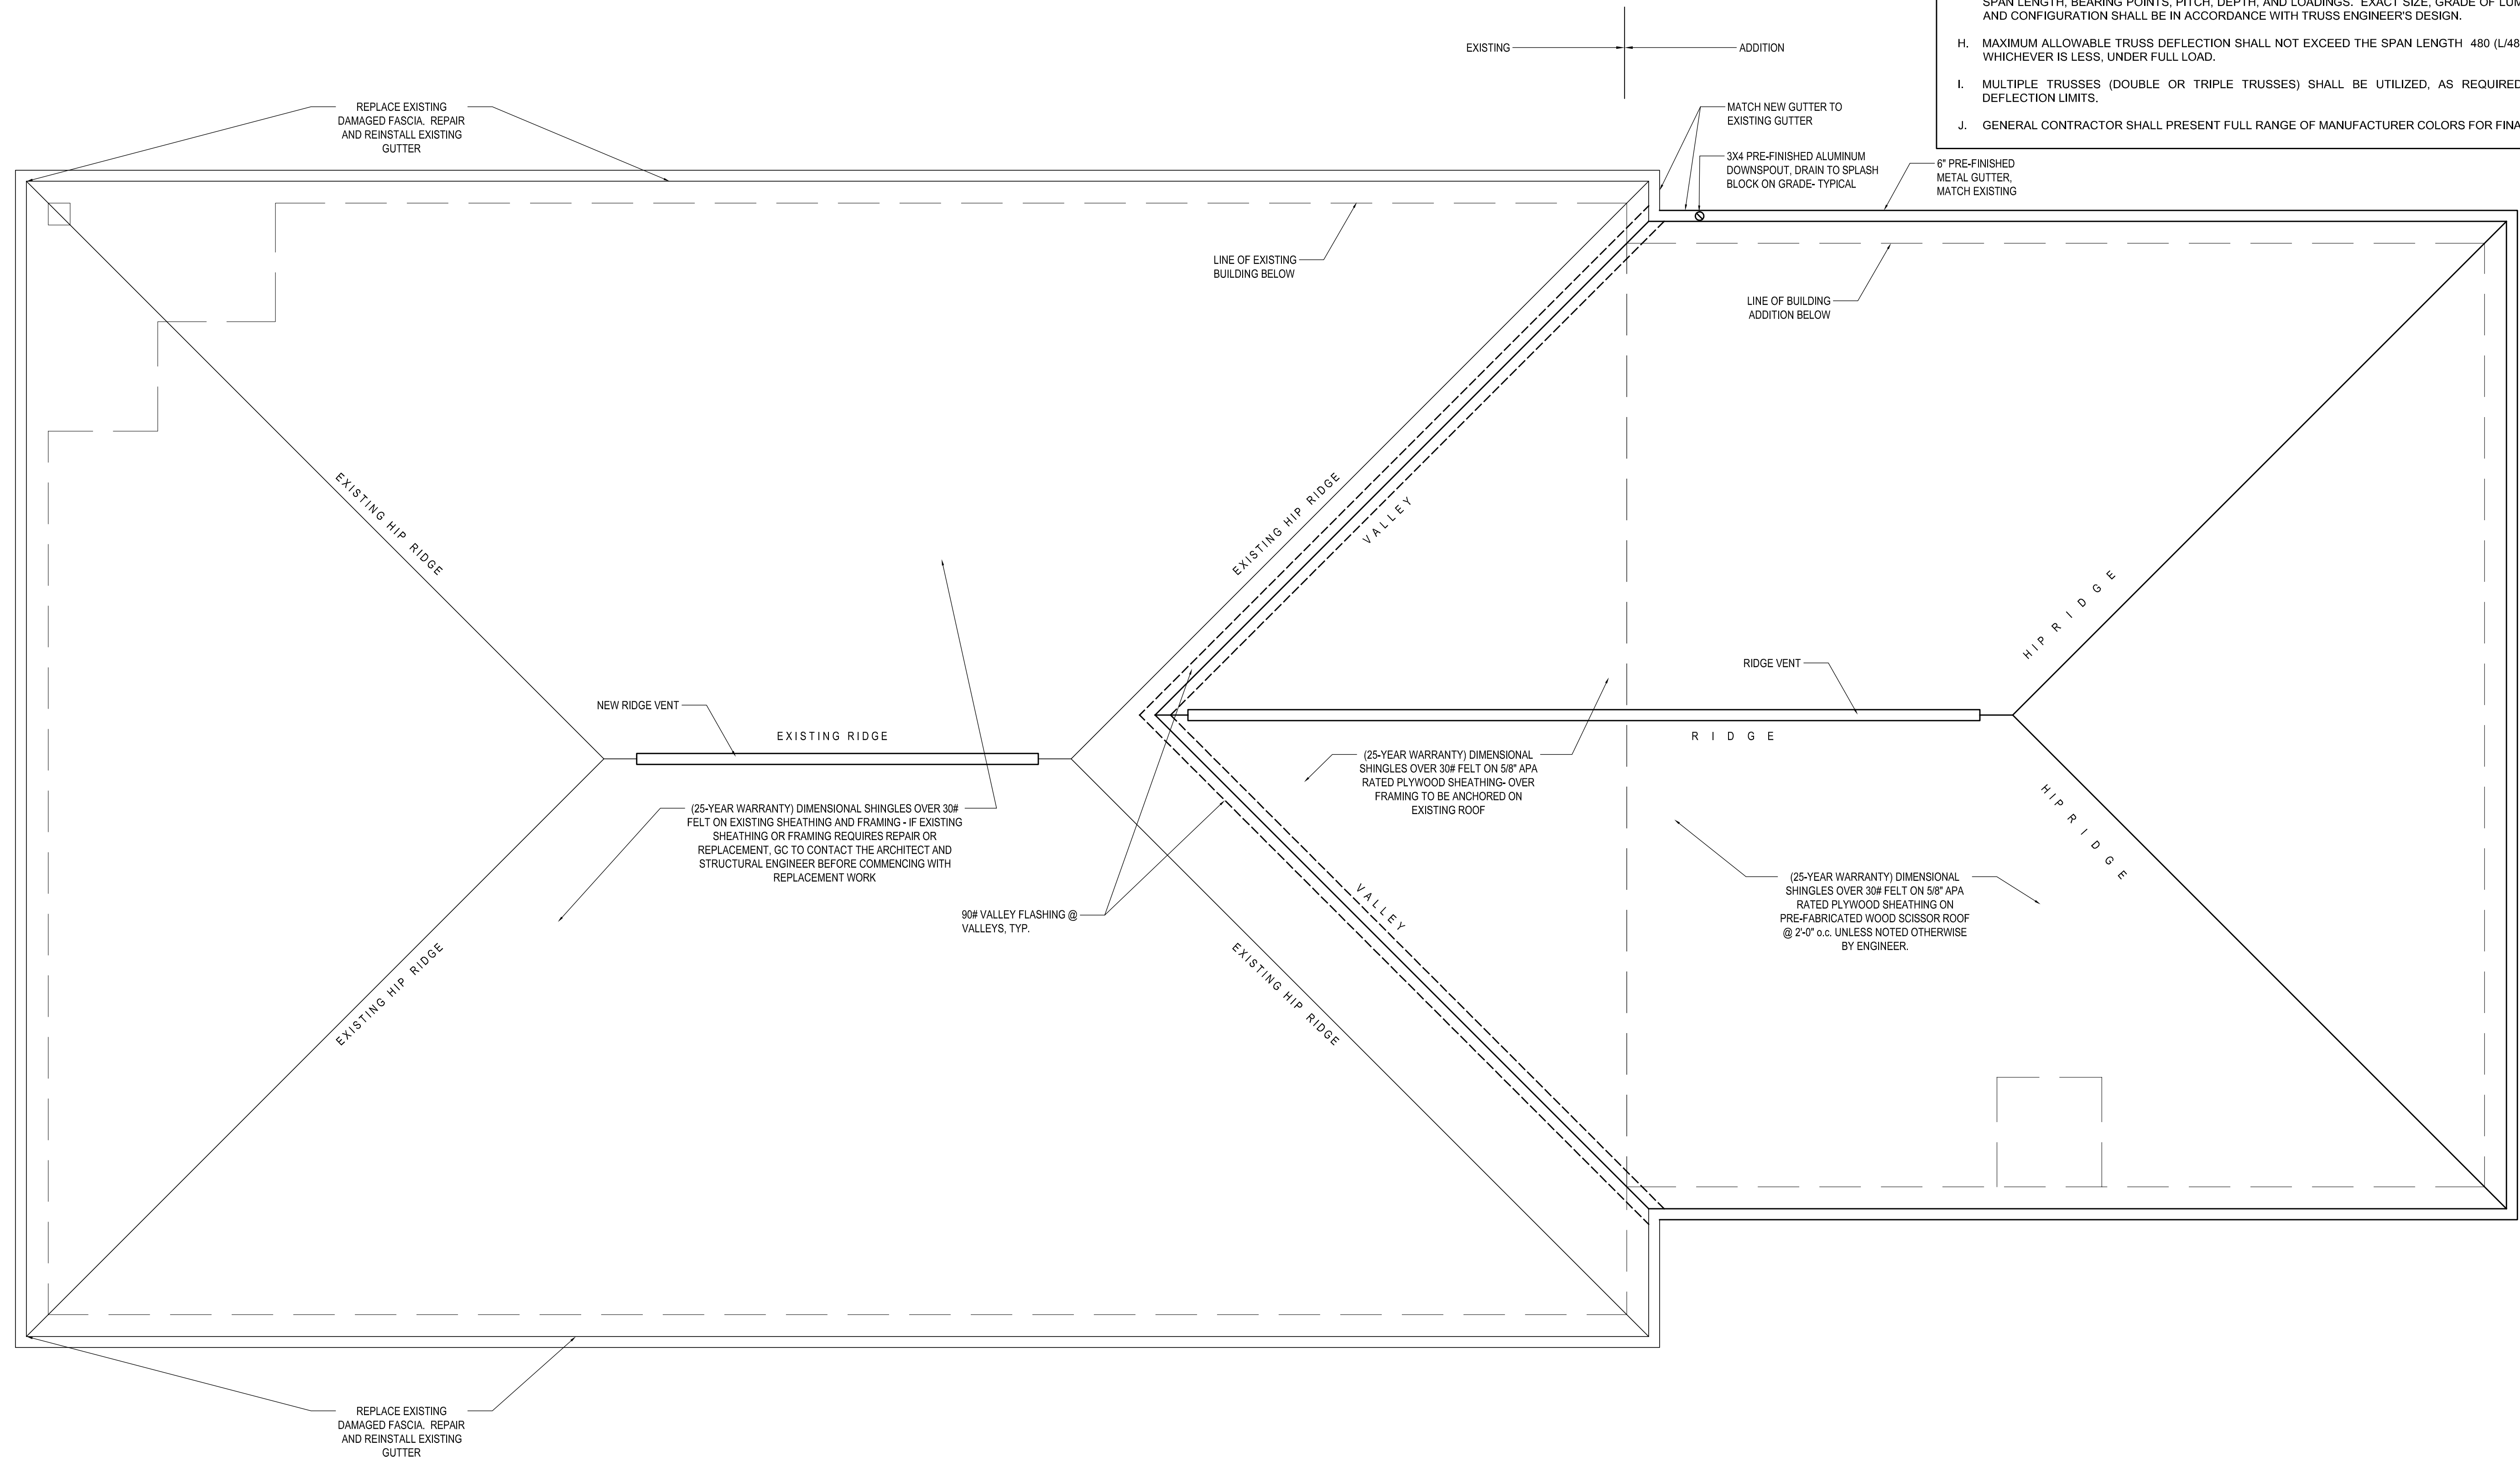 SPAN LENGTH, BEARING POINTS, PITCH, DEPTH, AND LOADINGS. EXACT SIZE, GRADE OF
AND CONFIGURATION SHALL BE IN ACCORDANCE WITH TRUSS ENGINEER'S DESIGN.
H. MAXIMUM ALLOWABLE TRUSS DEFLECTION SHALL NOT EXCEED THE SPAN LENGTH 480 (L/48
WHICHEVER IS LESS, UNDER FULL LOAD.
I. MULTIPLE TRUSSES (DOUBLE OR TRIPLE TRUSSES) SHALL BE UTILIZED, AS REQUIRED
DEFLECTION LIMITS.
J. GENERAL CONTRACTOR SHALL PRESENT FULL RANGE OF MANUFACTURER COLORS FOR
EXISTING
ADDITION
REPLACE EXISTING
DAMAGED FASCIA. REPAIR
AND REINSTALL EXISTING
GUTTER
MATCH NEW GUTTER TO
EXISTING GUTTER
3X4 PRE-FINISHED ALUMINUM
DOWNSPOUT, DRAIN TO SPLASH
BLOCK ON GRADE- TYPICAL
6" PRE-FINISHED
METAL GUTTER,
MATCH EXISTING
LINE OF EXISTING
BUILDING BELOW
LINE OF BUILDING
ADDITION BELOW
EXISTING HIP RIDGE
EXISTING HIP RIDGE
VALLEY
HIP RIDGE
NEW RIDGE VENT
EXISTING RIDGE
RIDGE VENT
RIDGE
(25-YEAR WARRANTY) DIMENSIONAL
SHINGLES OVER 30# FELT ON 5/8" APA
RATED PLYWOOD SHEATHING- OVER
FRAMING TO BE ANCHORED ON
EXISTING ROOF
(25-YEAR WARRANTY) DIMENSIONAL SHINGLES OVER 30#
FELT ON EXISTING SHEATHING AND FRAMING - IF EXISTING
SHEATHING OR FRAMING REQUIRES REPAIR OR
REPLACEMENT, GC TO CONTACT THE ARCHITECT AND
STRUCTURAL ENGINEER BEFORE COMMENCING WITH
REPLACEMENT WORK
HIP RIDGE
(25-YEAR WARRANTY) DIMENSIONAL
SHINGLES OVER 30# FELT ON 5/8" APA
RATED PLYWOOD SHEATHING ON
PRE-FABRICATED WOOD SCISSOR ROOF
@ 2'-0" o.c. UNLESS NOTED OTHERWISE
BY ENGINEER.
90# VALLEY FLASHING @
VALLEYS, TYP.
VALLEY
EXISTING HIP RIDGE
EXISTING HIP RIDGE
REPLACE EXISTING
DAMAGED FASCIA. REPAIR
AND REINSTALL EXISTING
GUTTER